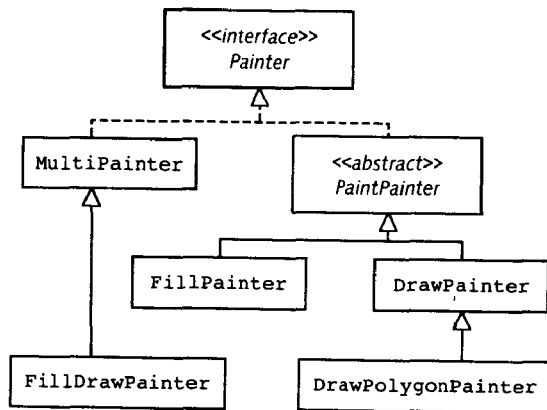 <<interface>>
Painter
MultiPainter
<<abstract>>
PaintPainter
FillPainter
DrawPainter
FillDrawPainter
DrawPolygonPainter